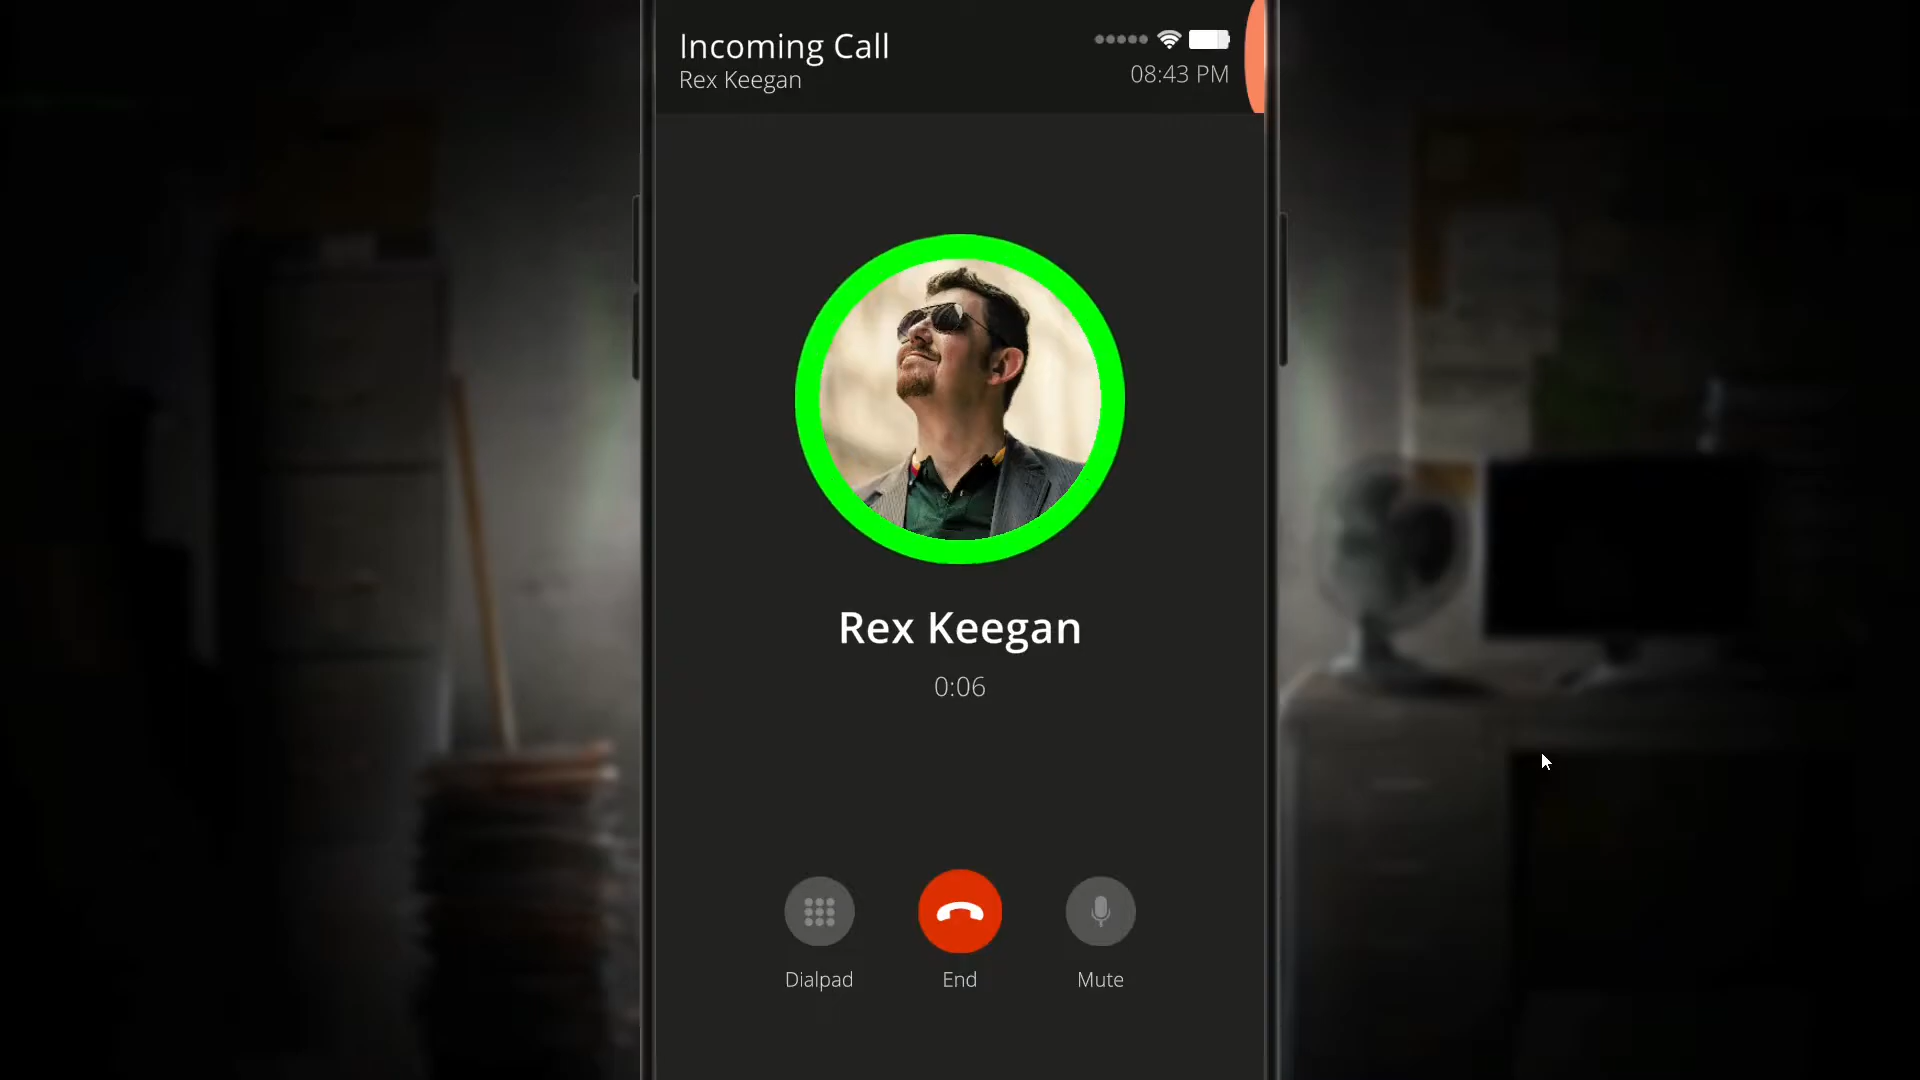 Incoming Call
Rex Keegan
08:43 PM
Rex Keegan
0:06
Dialpad
End
Mute